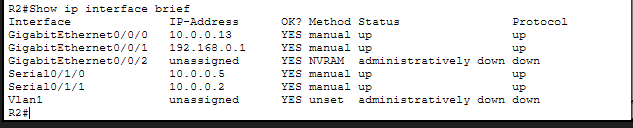 R2#Show ip interface brief
Interface              IP-Address      OK? Method Status                Protocol
GigabitEthernet0/0/0   10.0.0.13       YES manual up                    up
GigabitEthernet0/0/1   192.168.0.1     YES manual up                    up
GigabitEthernet0/0/2   unassigned      YES NVRAM  administratively down down
Serial0/1/0            10.0.0.5        YES manual up                    up
Serial0/1/1            10.0.0.2        YES manual up                    up
Vlan1                  unassigned      YES unset  administratively down down
R2#